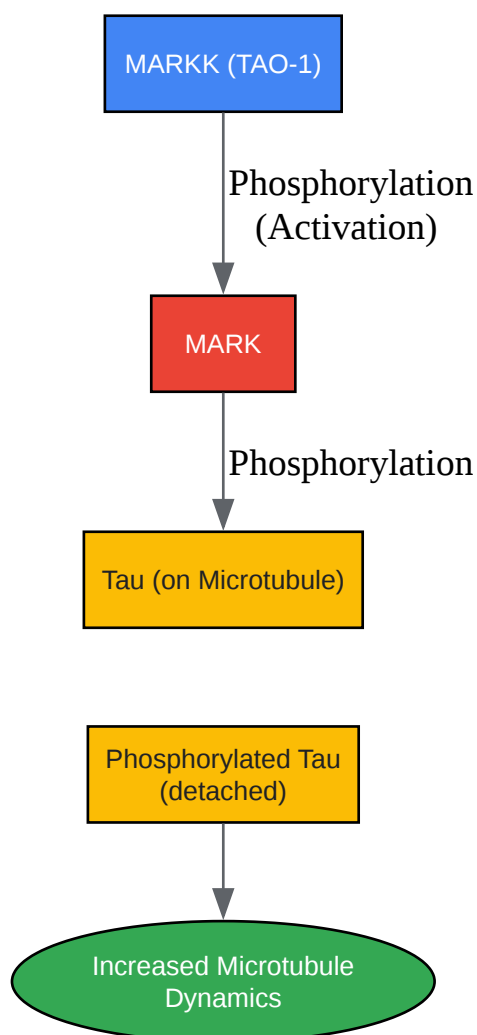 MARKK (TAO-1)
Phosphorylation
(Activation)
MARK
Phosphorylation
Tau (on Microtubule)
Phosphorylated Tau
(detached)
Increased Microtubule
Dynamics